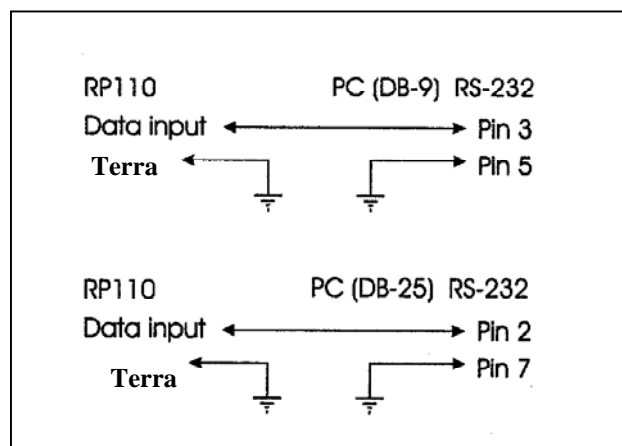 RP110 PC (DB-9) RS-232
Data input Pin 3
Terra Pin 5
RP110 PC (DB-25) RS-232
Data input Pin 2
Terra Pin 7